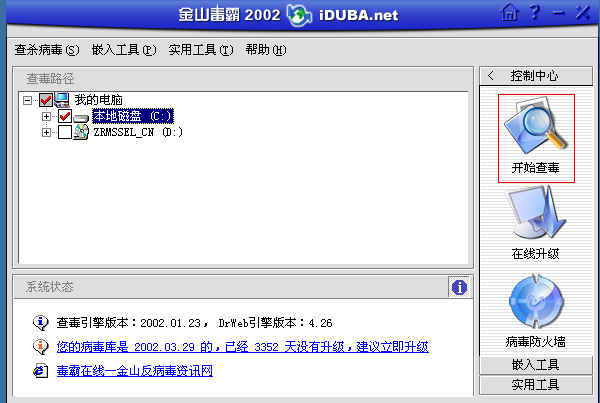 金山毒霸 2002 iDUBA.net
查杀病毒(S) 嵌入工具(P) 实用工具(T) 帮助(H)
查毒路径
我的电脑
本地磁盘 (C:)
ZRMSSEL_CN (D:)
系统状态
查毒引擎版本：2002.01.23， DrWeb引擎版本：4.26
您的病毒库是 2002.03.29 的，已经 3352 天没有升级，建议立即升级
毒霸在线－金山反病毒资讯网
控制中心
开始查毒
在线升级
病毒防火墙
嵌入工具
实用工具